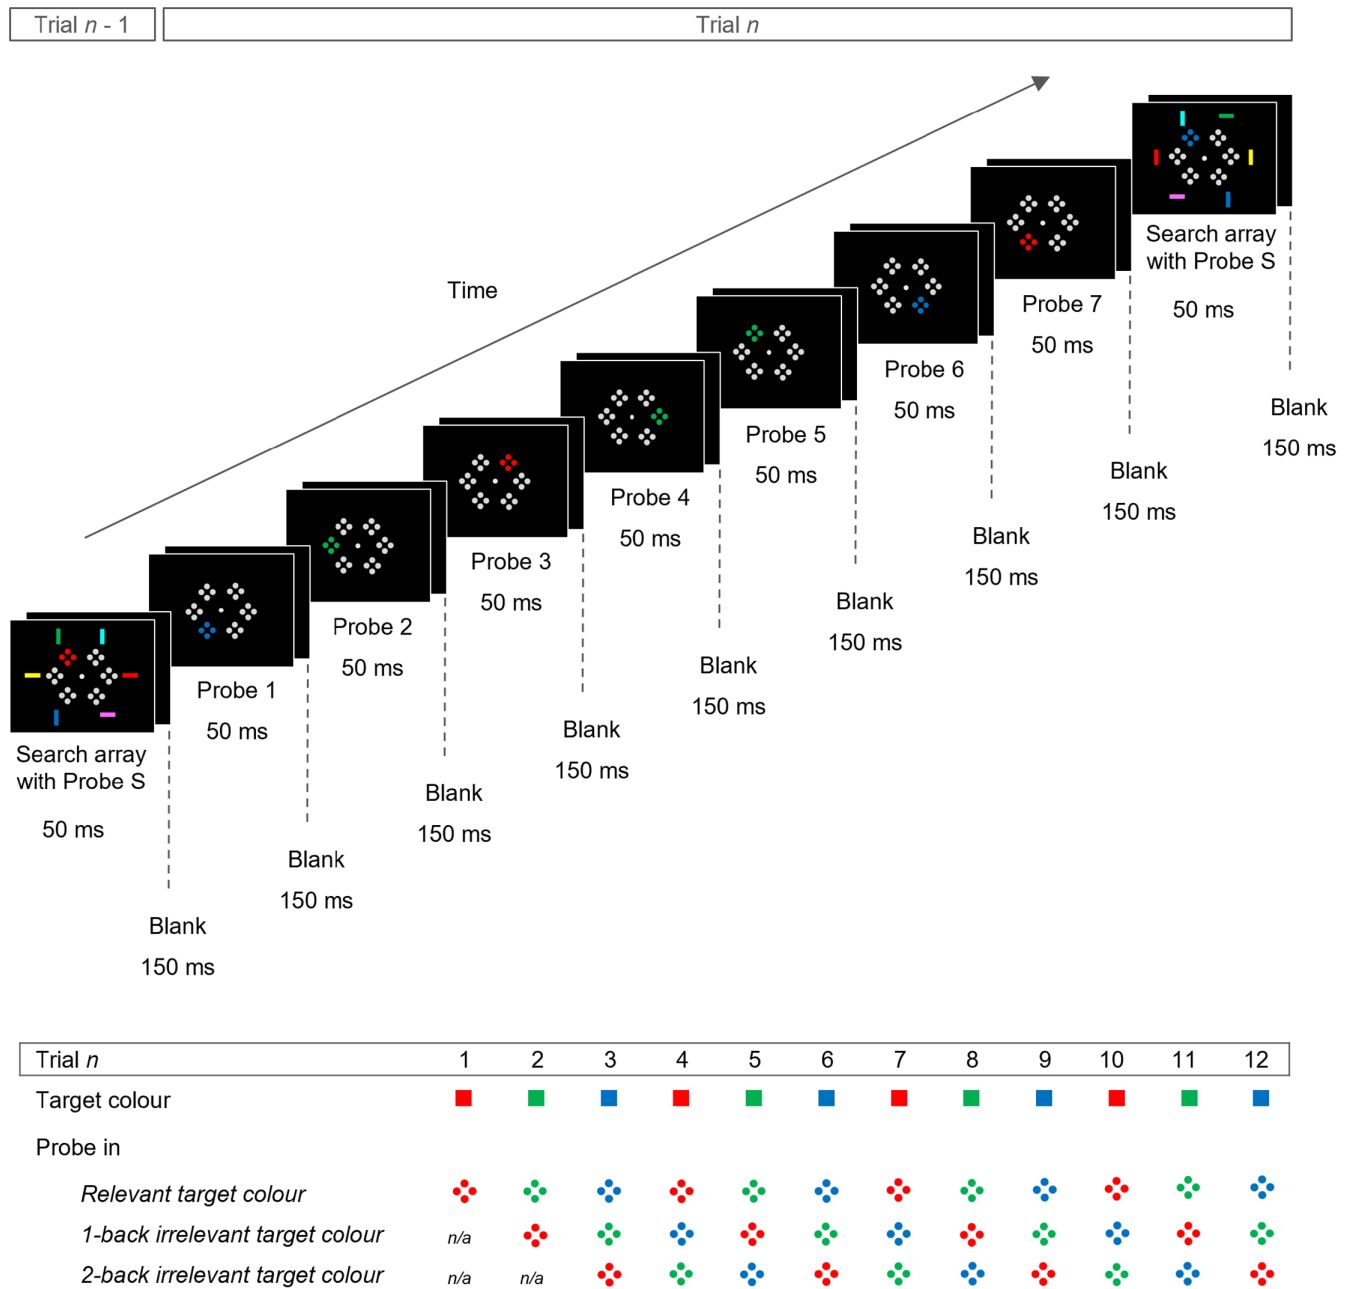 Trial n - 1
Trial n
Time
Search array
with Probe S
50 ms
Blank
150 ms
Probe 1
50 ms
Blank
150 ms
Probe 2
50 ms
Blank
150 ms
Probe 3
50 ms
Blank
150 ms
Probe 4
50 ms
Blank
150 ms
Probe 5
50 ms
Blank
150 ms
Probe 6
50 ms
Blank
150 ms
Probe 7
50 ms
Blank
150 ms
Search array
with Probe S
50 ms
Blank
150 ms
Trial n 1 2 3 4 5 6 7 8 9 10 11 12
Target colour
Probe in
Relevant target colour
1-back irrelevant target colour n/a
2-back irrelevant target colour n/a n/a